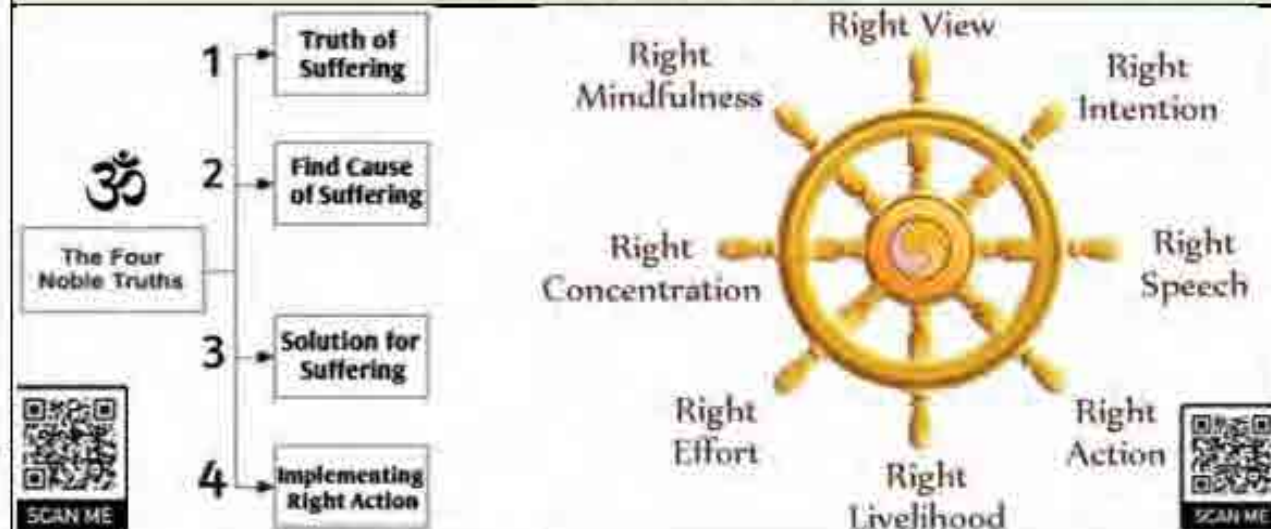 1
Truth of
Suffering
ॐ
2
Find Cause
of Suffering
The Four
Noble Truths
3
Solution for
Suffering
4
Implementing
Right Action
SCAN ME
Right View
Right
Intention
Right
Speech
Right
Action
Right
Livelihood
Right
Effort
Right
Concentration
Right
Mindfulness
SCAN ME